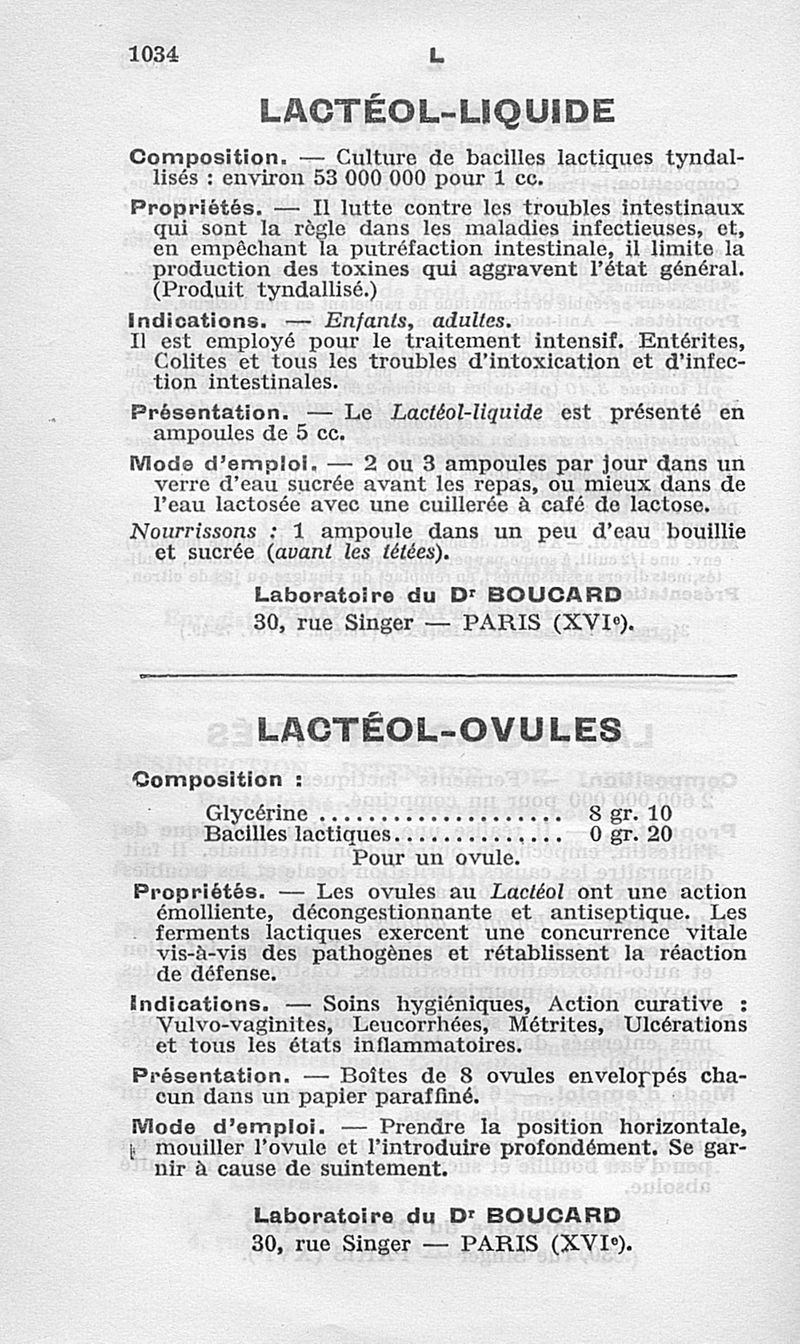 1034 L
LACTÉOL-LIQUIDE
Composition. — Culture de bacilles lactiques tyndal-
lisés : environ 53 000 000 pour 1 cc.
Propriétés. — Il lutte contre les troubles intestinaux
qui sont la règle dans les maladies infectieuses, et,
en empêchant la putréfaction intestinale, il limite la
production des toxines qui aggravent l'état général.
(Produit tyndallisé.)
Indications. — Enfants, adultes.
Il est employé pour le traitement intensif. Entérites,
Colites et tous les troubles d'intoxication et d'infec-
tion intestinales.
Présentation. — Le Lactéol-liquide est présenté en
ampoules de 5 cc.
Mode d'emploi. — 2 ou 3 ampoules par jour dans un
verre d'eau sucrée avant les repas, ou mieux dans de
l'eau lactosée avec une cuillerée à café de lactose.
Nourrissons : 1 ampoule dans un peu d'eau bouillie
et sucrée (avant les tétées).
Laboratoire du Dr BOUCARD
30, rue Singer — PARIS (XVIe).
LACTÉOL-OVULES
Composition :
Glycérine .................... 8 gr. 10
Bacilles lactiques.............. 0 gr. 20
Pour un ovule.
Propriétés. — Les ovules au Lactéol ont une action
émolliente, décongestionnante et antiseptique. Les
ferments lactiques exercent une concurrence vitale
vis-à-vis des pathogènes et rétablissent la réaction
de défense.
Indications. — Soins hygiéniques, Action curative :
Vulvo-vaginites, Leucorrhées, Métrites, Ulcérations
et tous les états inflammatoires.
Présentation. — Boîtes de 8 ovules enveloppés cha-
cun dans un papier paraffiné.
Mode d'emploi. — Prendre la position horizontale,
mouiller l'ovule et l'introduire profondément. Se gar-
nir à cause de suintement.
Laboratoire du Dr BOUCARD
30, rue Singer — PARIS (XVIe).